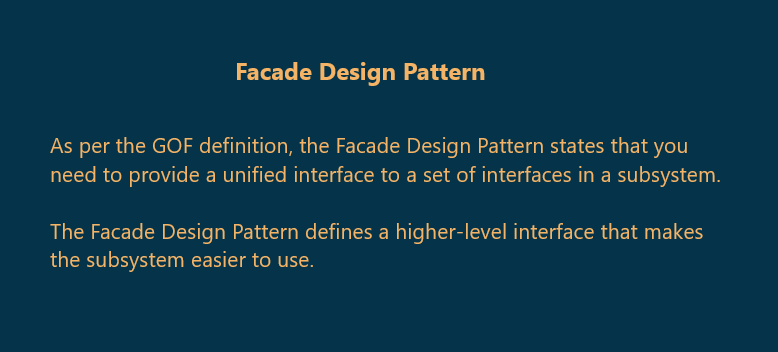 Facade Design Pattern
As per the GOF definition, the Facade Design Pattern states that you
need to provide a unified interface to a set of interfaces in a subsystem.
The Facade Design Pattern defines a higher-level interface that makes
the subsystem easier to use.